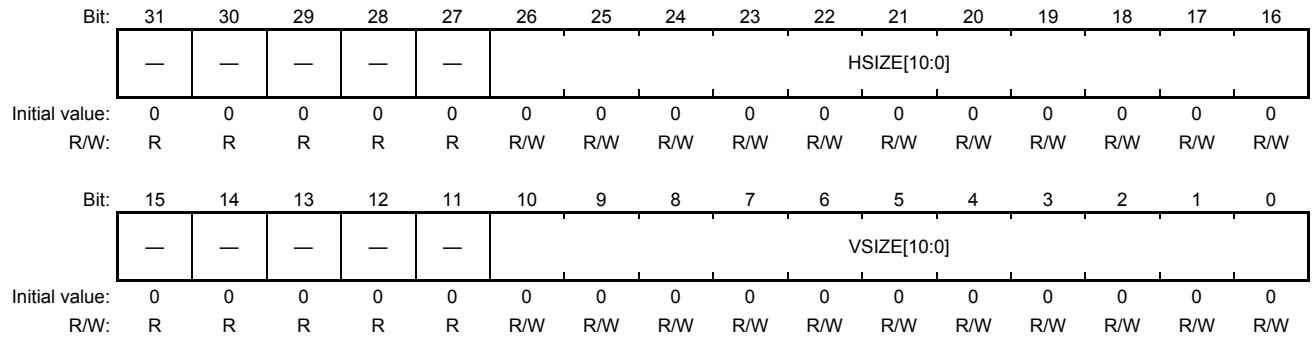 Bit: 31 30 29 28 27 26 25 24 23 22 21 20 19 18 17 16
— — — — — HSIZE[10:0]
Initial value: 0 0 0 0 0 0 0 0 0 0 0 0 0 0 0 0
R/W: R R R R R R/W R/W R/W R/W R/W R/W R/W R/W R/W R/W R/W
Bit: 15 14 13 12 11 10 9 8 7 6 5 4 3 2 1 0
— — — — — VSIZE[10:0]
Initial value: 0 0 0 0 0 0 0 0 0 0 0 0 0 0 0 0
R/W: R R R R R R/W R/W R/W R/W R/W R/W R/W R/W R/W R/W R/W